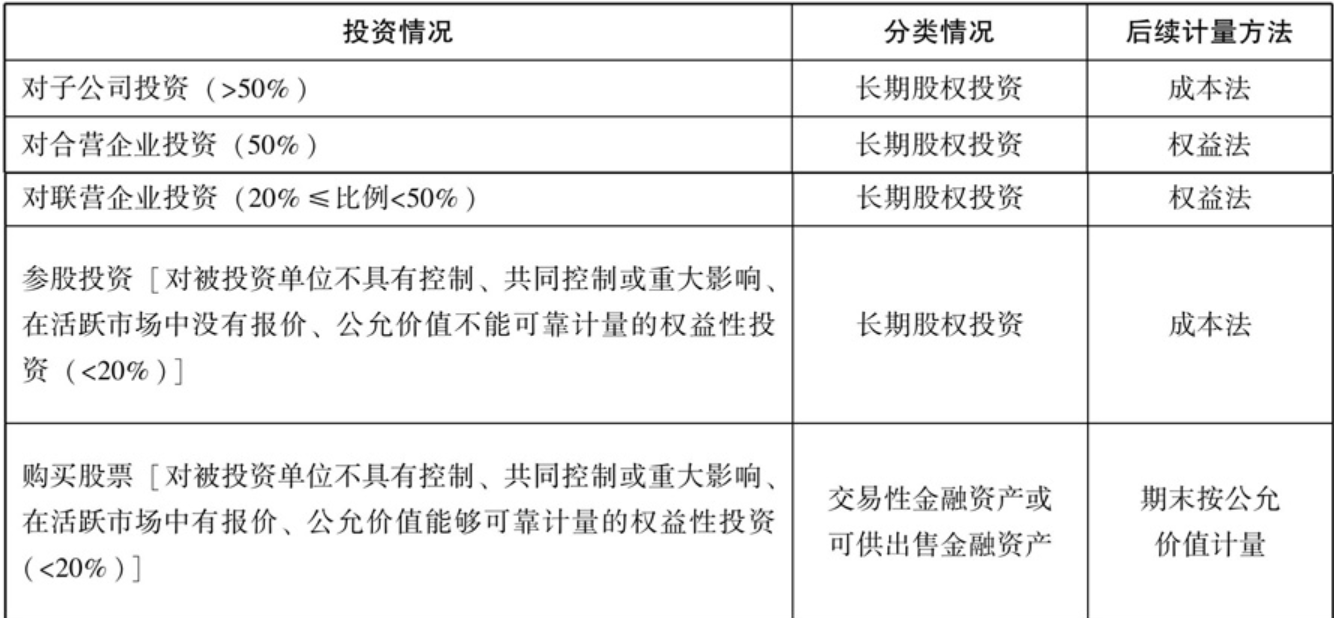 投资情况 分类情况 后续计量方法
对子公司投资（>50%） 长期股权投资 成本法
对合营企业投资（50%） 长期股权投资 权益法
对联营企业投资（20%≤比例<50%） 长期股权投资 权益法
参股投资［对被投资单位不具有控制、共同控制或重大影响、
在活跃市场中没有报价、公允价值不能可靠计量的权益性投
资（<20%）］
长期股权投资
成本法
购买股票［对被投资单位不具有控制、共同控制或重大影响、
在活跃市场中有报价、公允价值能够可靠计量的权益性投资
（<20%）］
交易性金融资产或
可供出售金融资产
期末按公允
价值计量